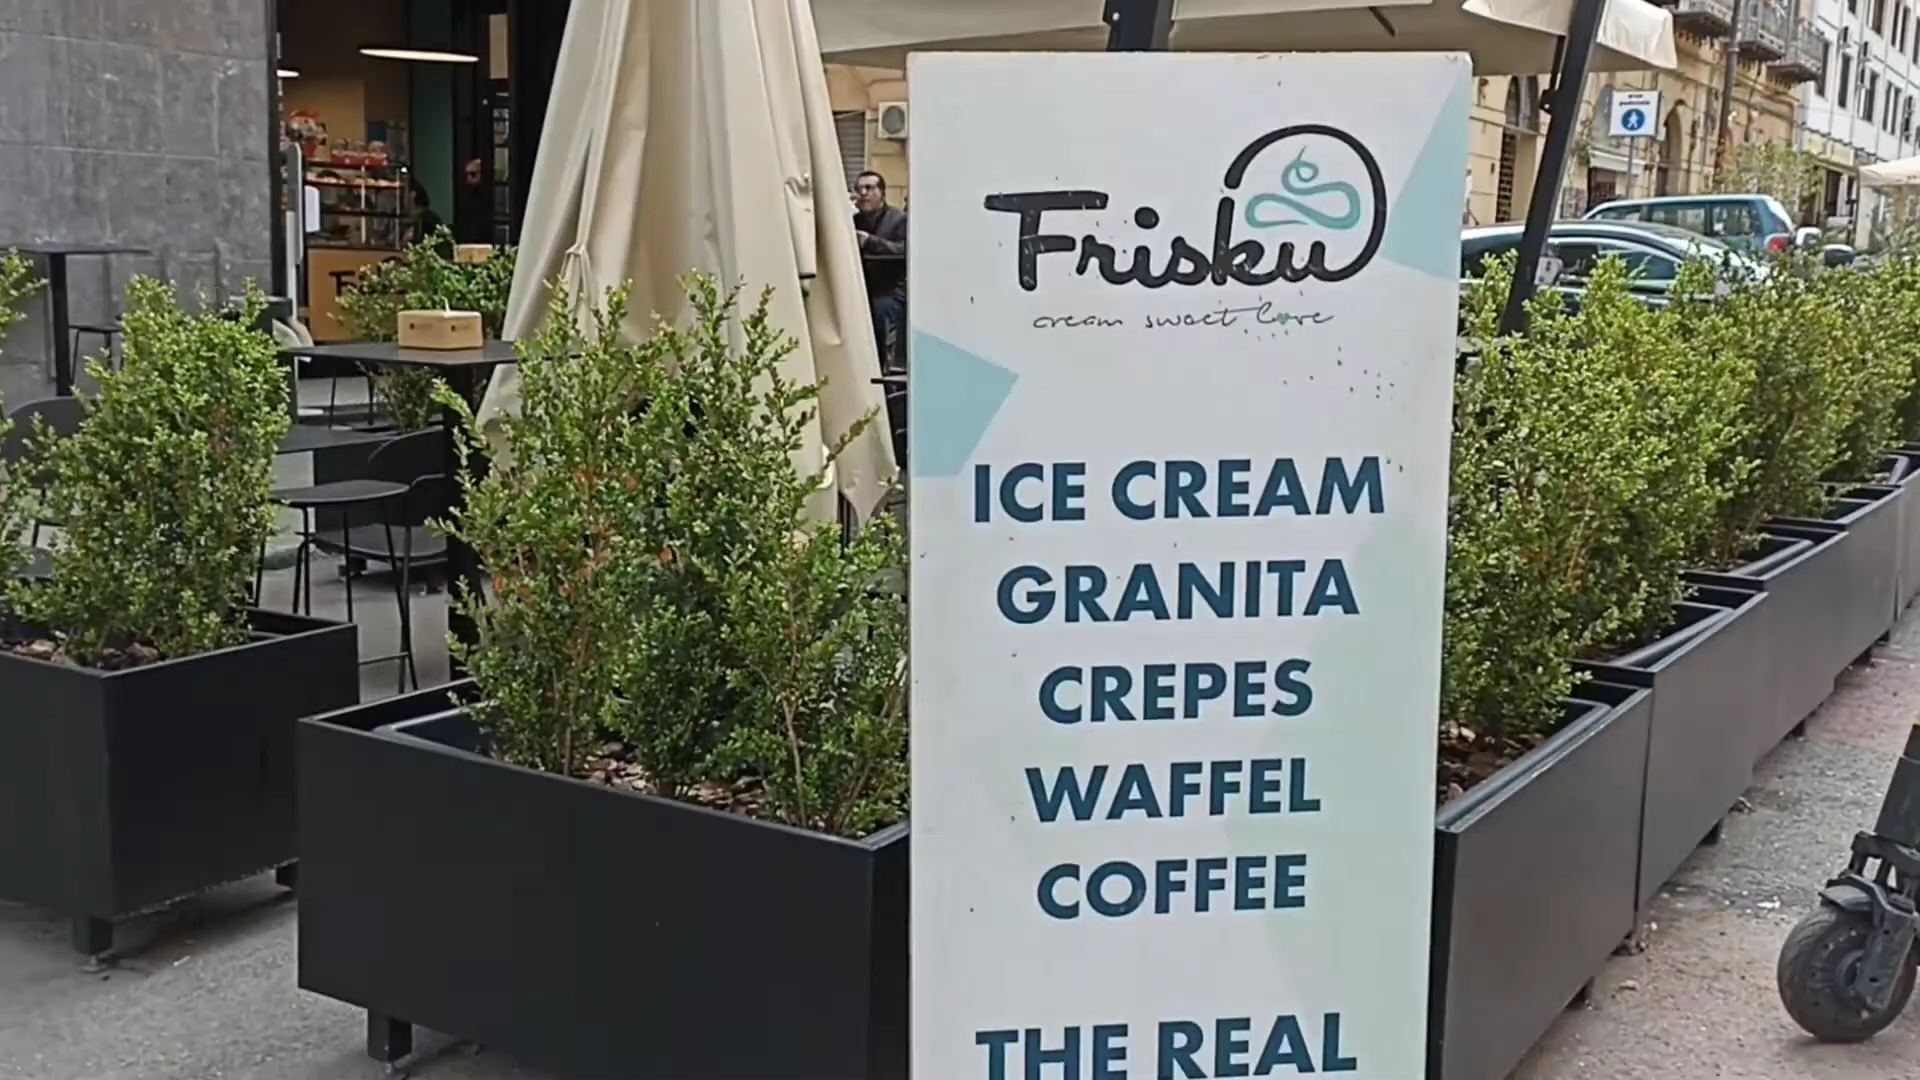 Frisku
cream sweet love
ICE CREAM
GRANITA
CREPES
WAFFEL
COFFEE
THE REAL